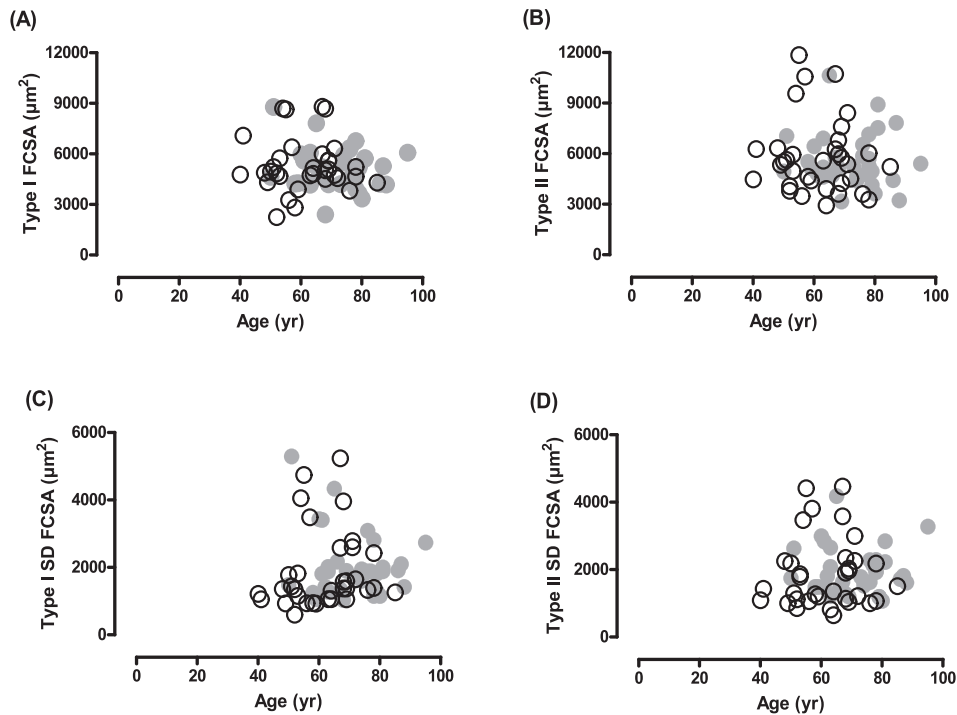 (A)
(B)
Type I FCSA (µm²)
12000
9000
6000
3000
0
0 20 40 60 80 100
Age (yr)
Type II FCSA (µm²)
12000
9000
6000
3000
0
0 20 40 60 80 100
Age (yr)
(C)
(D)
Type I SD FCSA (µm²)
6000
4000
2000
0
0 20 40 60 80 100
Age (yr)
Type II SD FCSA (µm²)
6000
4000
2000
0
0 20 40 60 80 100
Age (yr)